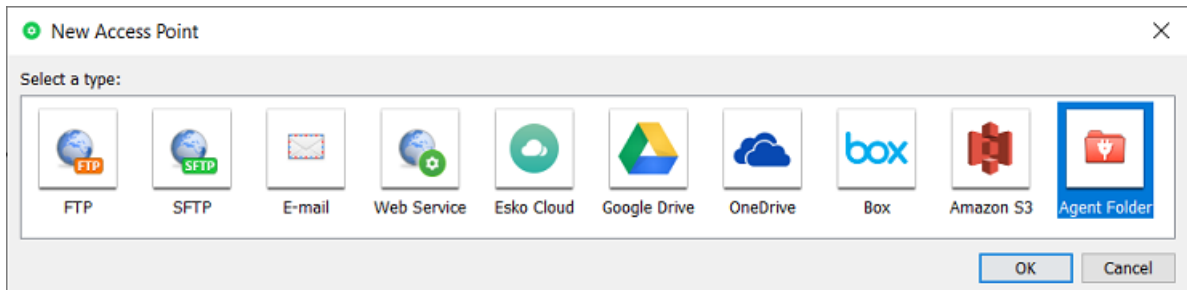 New Access Point
Select a type:
FTP SFTP box
FTP SFTP E-mail Web Service Esko Cloud Google Drive OneDrive Box Amazon S3 Agent Folder
OK Cancel